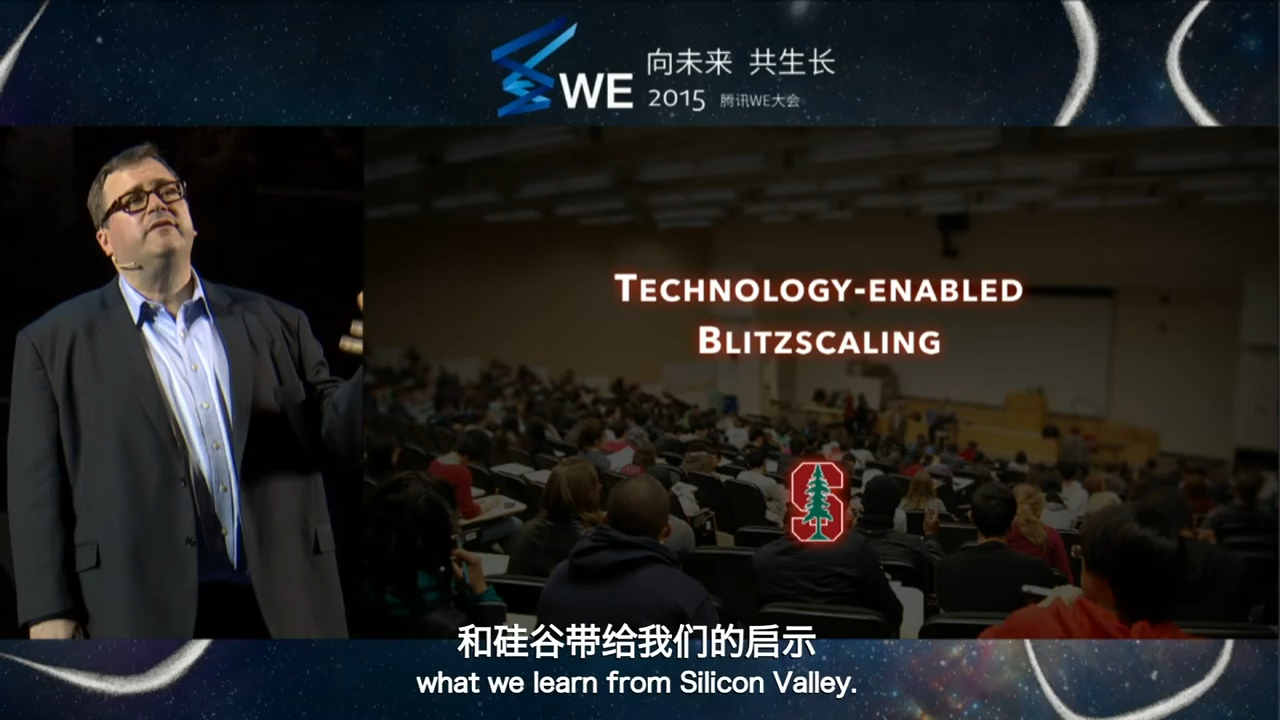 WE
向未来 共生长
2015 腾讯WE大会
TECHNOLOGY-ENABLED
BLITZSCALING
S
和硅谷带给我们的启示
what we learn from Silicon Valley.